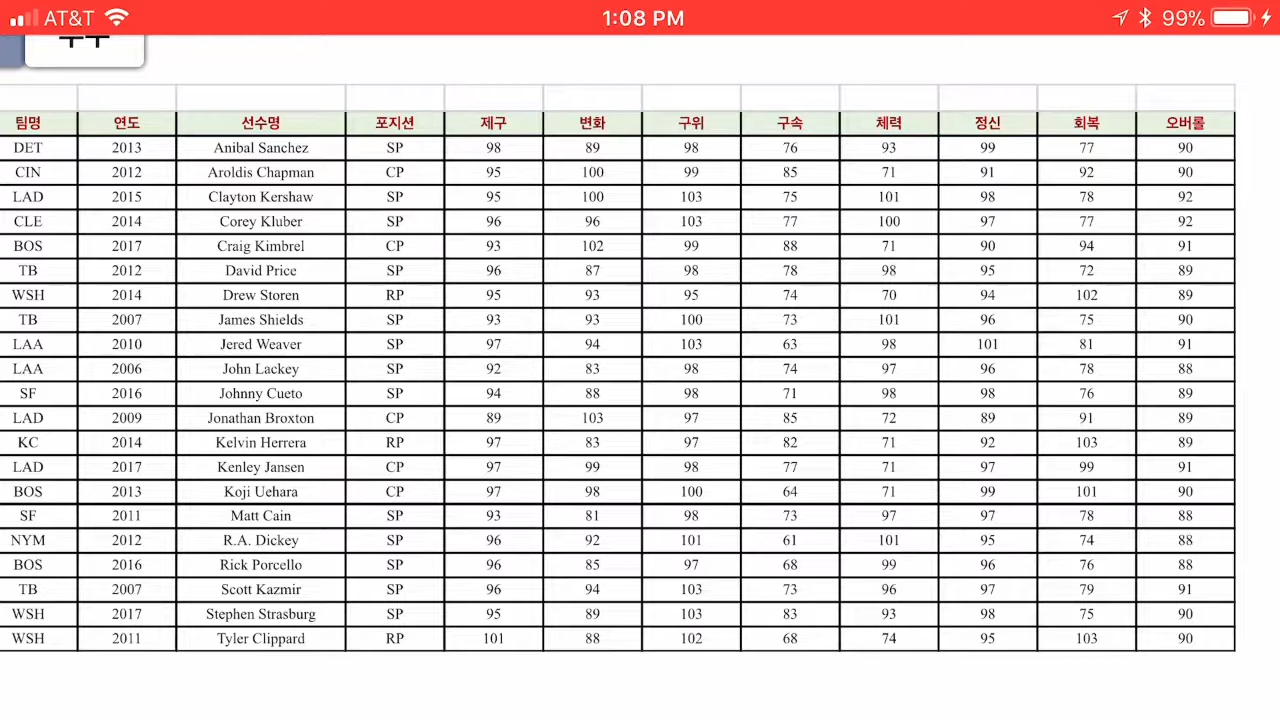 AT&T 1:08 PM 99%
팀명 연도 선수명 포지션 제구 변화 구위 구속 체력 정신 회복 오버롤
DET 2013 Anibal Sanchez SP 98 89 98 76 93 99 77 90
CIN 2012 Aroldis Chapman CP 95 100 99 85 71 91 92 90
LAD 2015 Clayton Kershaw SP 95 100 103 75 101 98 78 92
CLE 2014 Corey Kluber SP 96 96 103 77 100 97 77 92
BOS 2017 Craig Kimbrel CP 93 102 99 88 71 90 94 91
TB 2012 David Price SP 96 87 98 78 98 95 72 89
WSH 2014 Drew Storen RP 95 93 95 74 70 94 102 89
TB 2007 James Shields SP 93 93 100 73 101 96 75 90
LAA 2010 Jered Weaver SP 97 94 103 63 98 101 81 91
LAA 2006 John Lackey SP 92 83 98 74 97 96 78 88
SF 2016 Johnny Cueto SP 94 88 98 71 98 98 76 89
LAD 2009 Jonathan Broxton CP 89 103 97 85 72 89 91 89
KC 2014 Kelvin Herrera RP 97 83 97 82 71 92 103 89
LAD 2017 Kenley Jansen CP 97 99 98 77 71 97 99 91
BOS 2013 Koji Uehara CP 97 98 100 64 71 99 101 90
SF 2011 Matt Cain SP 93 81 98 73 97 97 78 88
NYM 2012 R.A. Dickey SP 96 92 101 61 101 95 74 88
BOS 2016 Rick Porcello SP 96 85 97 68 99 96 76 88
TB 2007 Scott Kazmir SP 96 94 103 73 96 97 79 91
WSH 2017 Stephen Strasburg SP 95 89 103 83 93 98 75 90
WSH 2011 Tyler Clippard RP 101 88 102 68 74 95 103 90